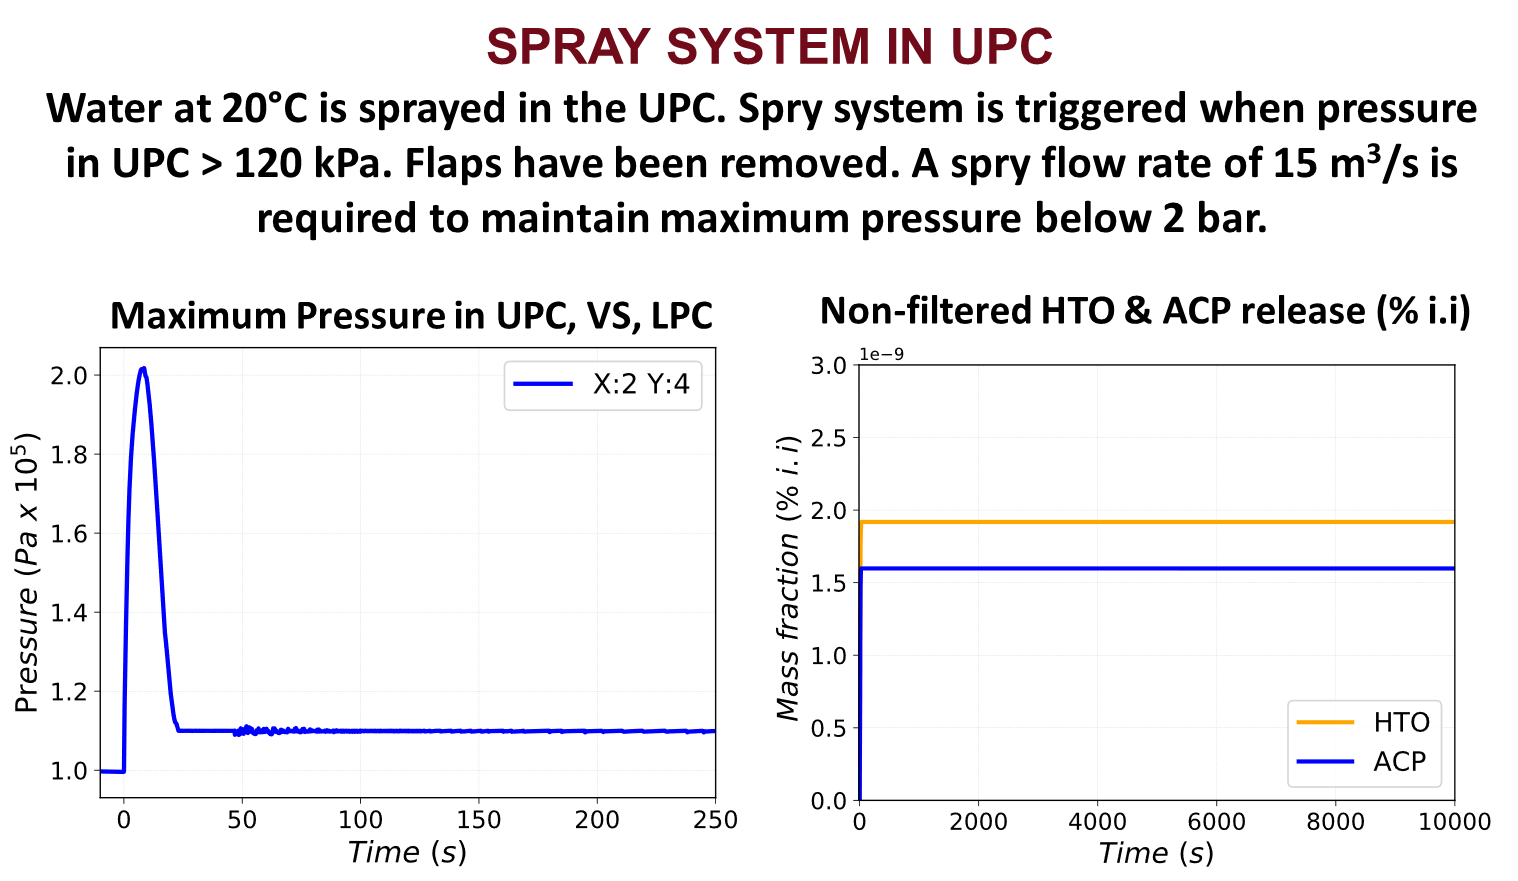 SPRAY SYSTEM IN UPC
Water at 20°C is sprayed in the UPC. Spry system is triggered when pressure
in UPC > 120 kPa. Flaps have been removed. A spry flow rate of 15 m³/s is
required to maintain maximum pressure below 2 bar.
Maximum Pressure in UPC, VS, LPC
X:2 Y:4
2.0
1.8
1.6
1.4
1.2
1.0
Pressure (Pa x 10⁵)
0 50 100 150 200 250
Time (s)
Non-filtered HTO & ACP release (% i.i)
1e−9
3.0
2.5
2.0
1.5
1.0
0.5
0.0
Mass fraction (% i.i)
HTO
ACP
0 2000 4000 6000 8000 10000
Time (s)